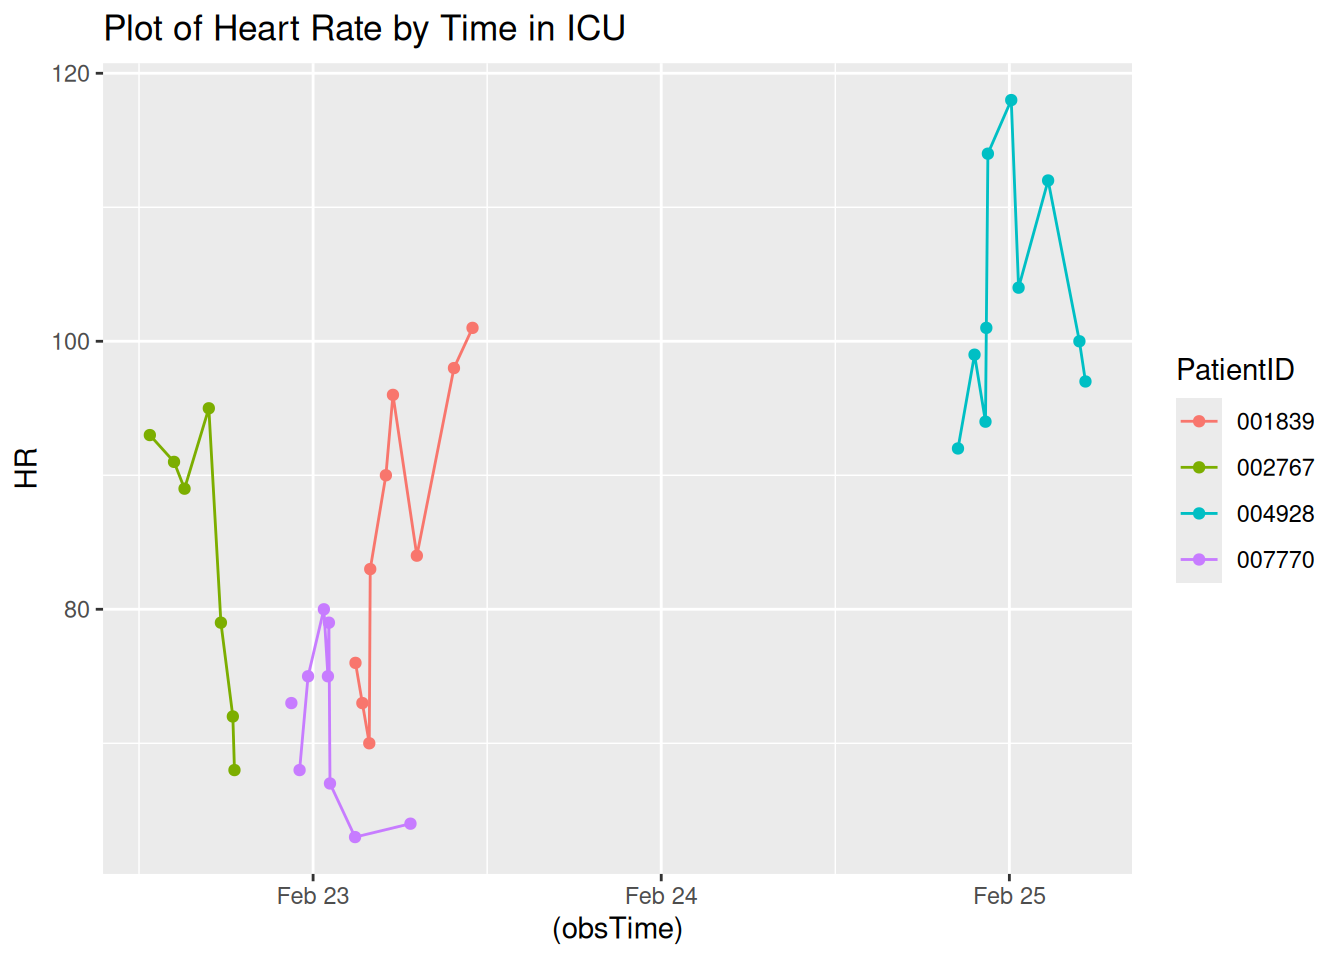 Plot of Heart Rate by Time in ICU
120
100
80
HR
Feb 23
Feb 24
Feb 25
(obsTime)
PatientID
001839
002767
004928
007770